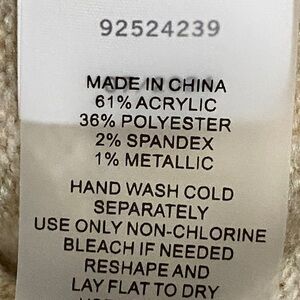 92524239
MADE IN CHINA
61% ACRYLIC
36% POLYESTER
2% SPANDEX
1% METALLIC
HAND WASH COLD
SEPARATELY
USE ONLY NON-CHLORINE
BLEACH IF NEEDED
RESHAPE AND
LAY FLAT TO DRY